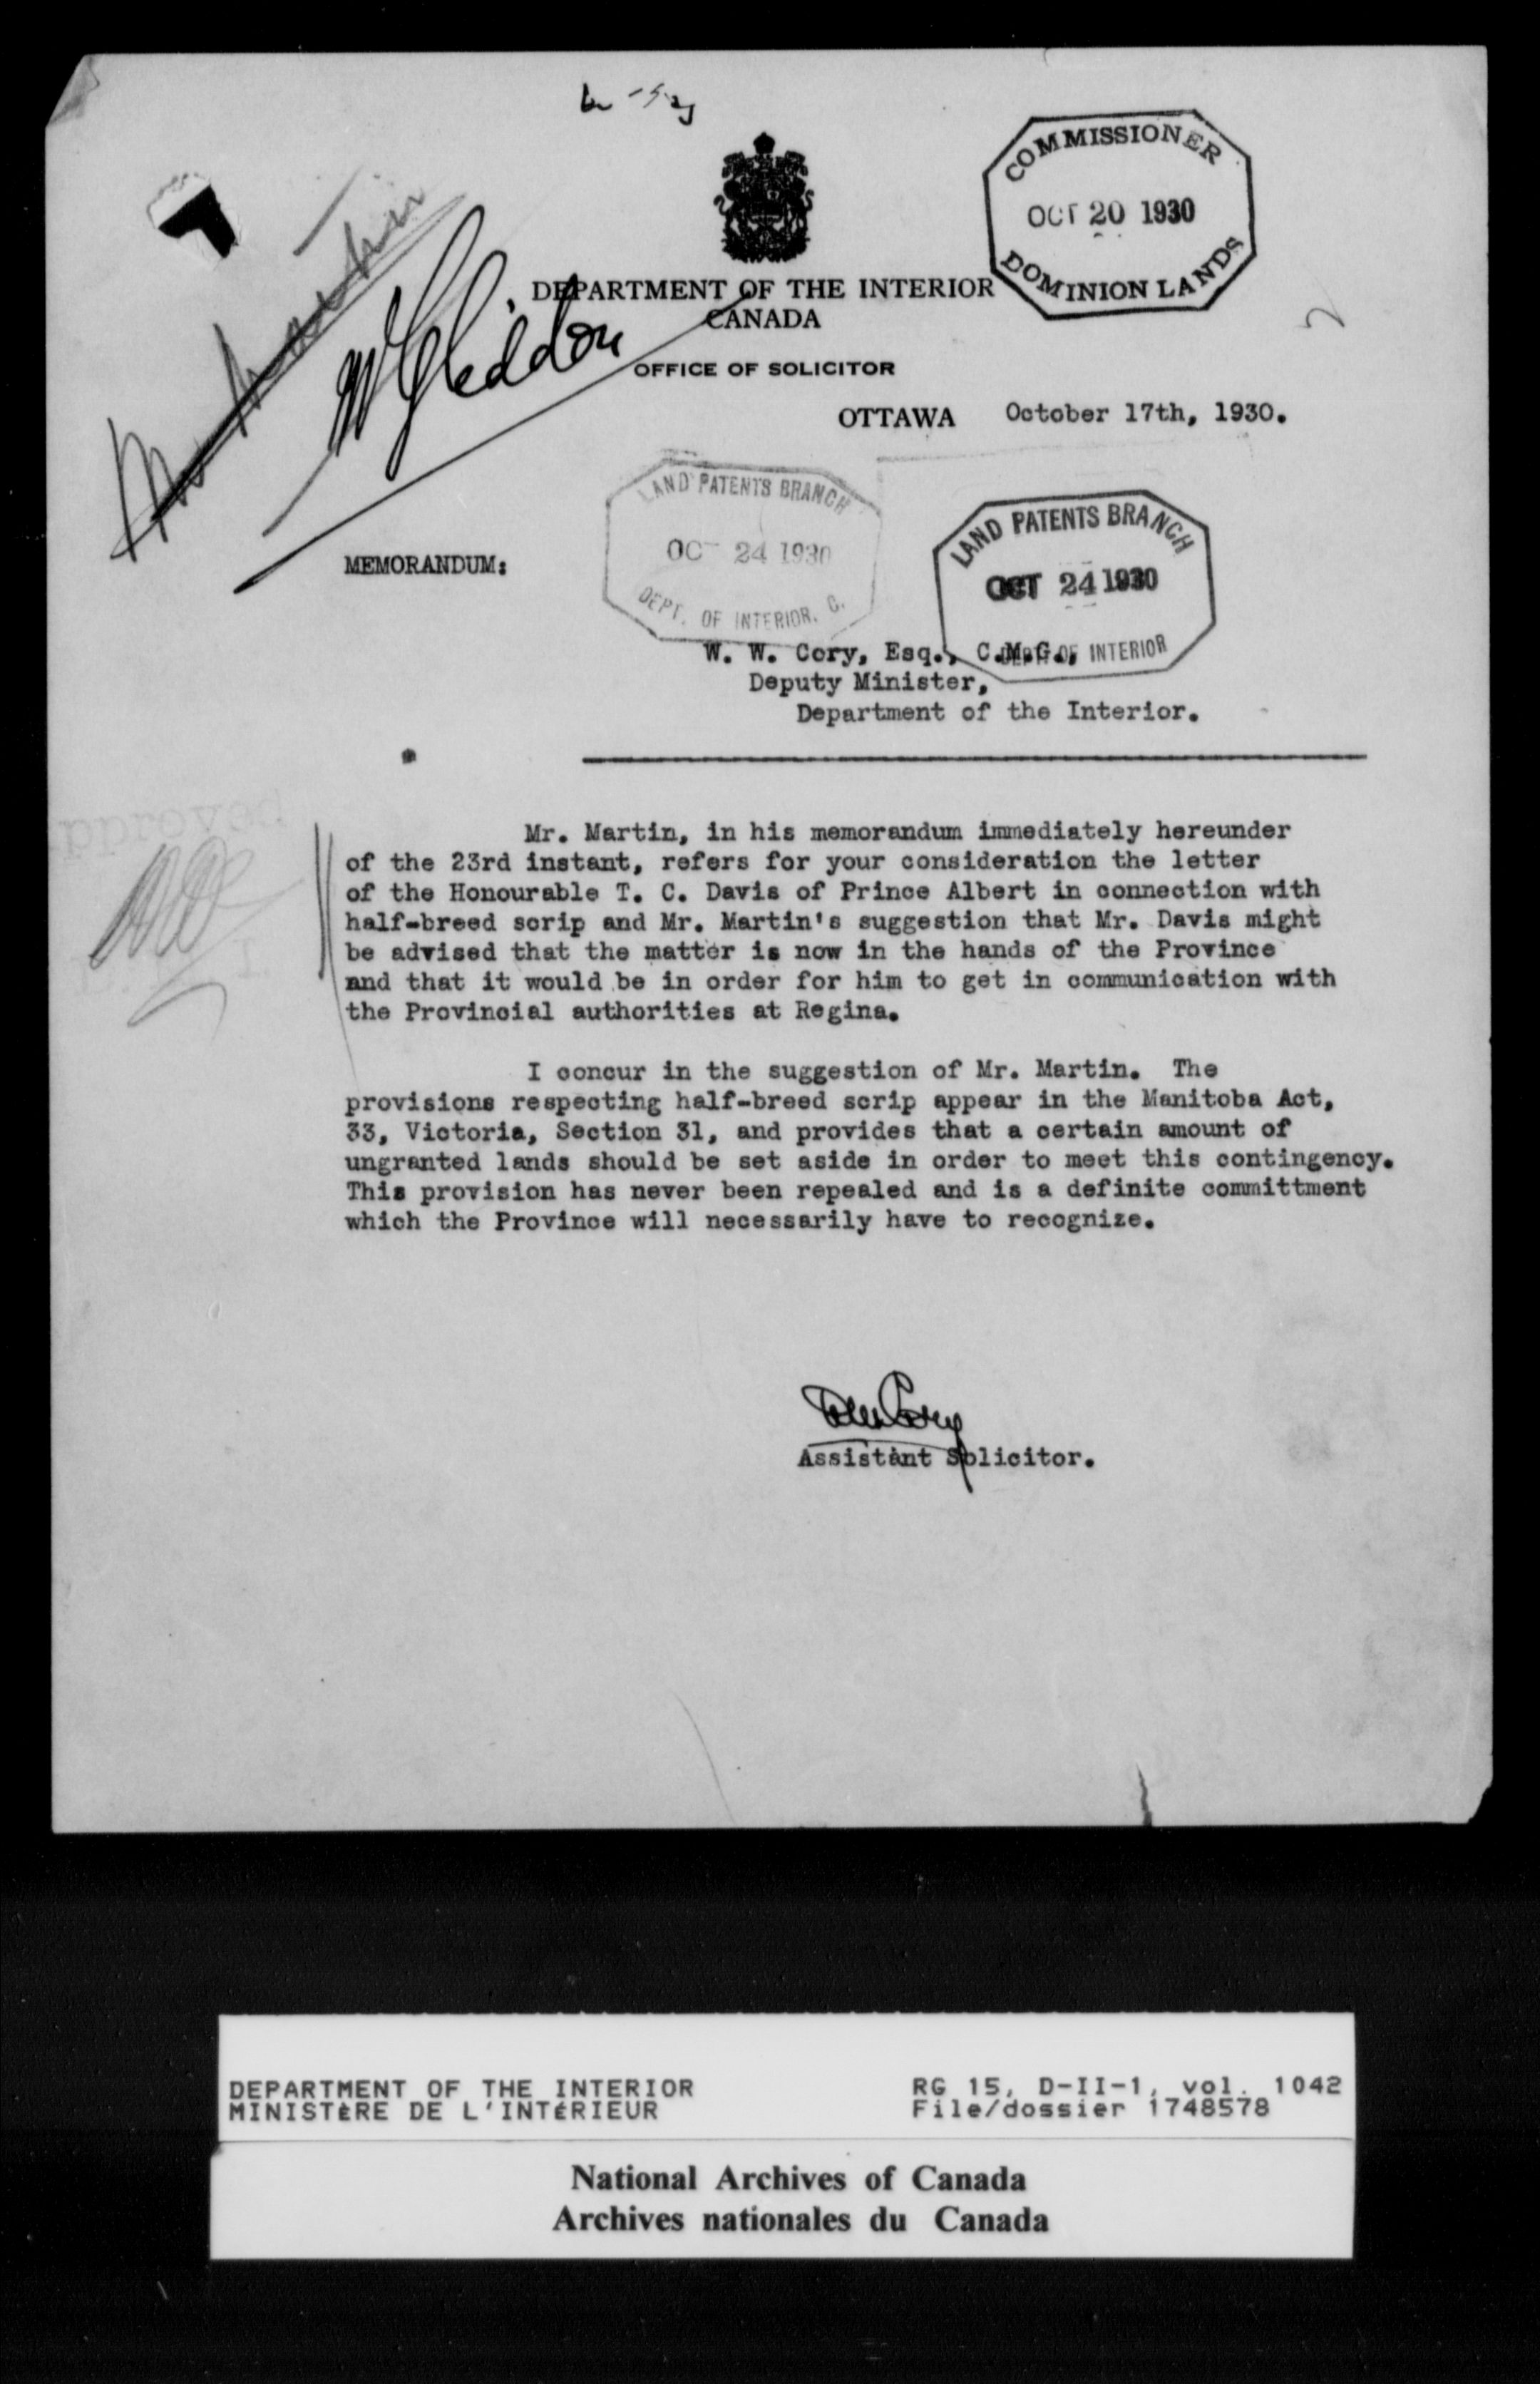 COMMISSIONER
OCT 20 1930
DOMINION LANDS
DEPARTMENT OF THE INTERIOR
CANADA
OFFICE OF SOLICITOR
OTTAWA October 17th, 1930.
Mr Martin
Mr Gleddon
LAND PATENTS BRANCH
OCT 24 1930
DEPT. OF INTERIOR. C.
LAND PATENTS BRANCH
OCT 24 1930
DEPT. OF INTERIOR
MEMORANDUM:
W. W. Cory, Esq., C.M.G.,
Deputy Minister,
Department of the Interior.
Mr. Martin, in his memorandum immediately hereunder
of the 23rd instant, refers for your consideration the letter
of the Honourable T. C. Davis of Prince Albert in connection with
half-breed scrip and Mr. Martin's suggestion that Mr. Davis might
be advised that the matter is now in the hands of the Province
and that it would be in order for him to get in communication with
the Provincial authorities at Regina.
I concur in the suggestion of Mr. Martin. The
provisions respecting half-breed scrip appear in the Manitoba Act,
33, Victoria, Section 31, and provides that a certain amount of
ungranted lands should be set aside in order to meet this contingency.
This provision has never been repealed and is a definite committment
which the Province will necessarily have to recognize.
Cory
Assistant Solicitor.
DEPARTMENT OF THE INTERIOR RG 15, D-II-1, vol. 1042
MINISTÈRE DE L'INTÉRIEUR File/dossier 1748578
National Archives of Canada
Archives nationales du Canada